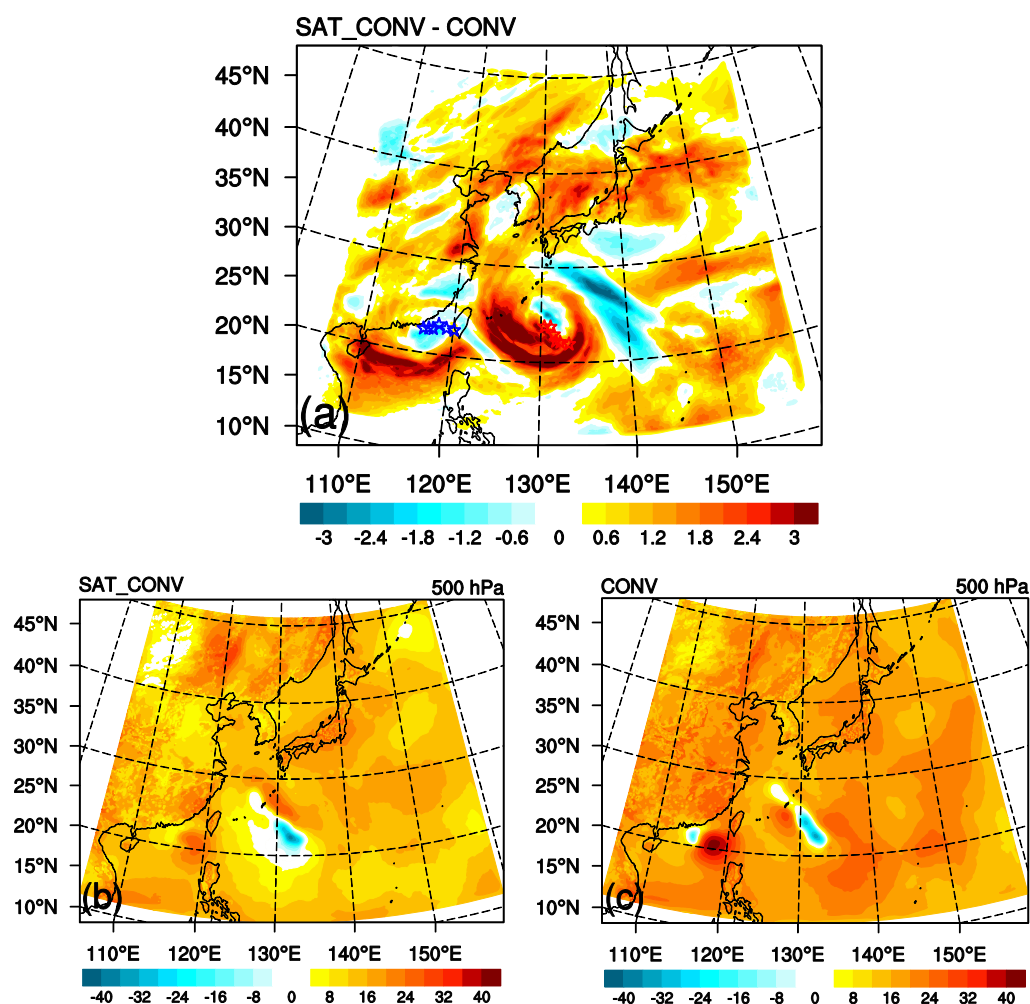 SAT_CONV - CONV
45°N
40°N
35°N
30°N
25°N
20°N
15°N
10°N
(a)
110°E 120°E 130°E 140°E 150°E
-3 -2.4 -1.8 -1.2 -0.6 0 0.6 1.2 1.8 2.4 3
SAT_CONV 500 hPa
45°N
40°N
35°N
30°N
25°N
20°N
15°N
10°N
(b)
110°E 120°E 130°E 140°E 150°E
-40 -32 -24 -16 -8 0 8 16 24 32 40
CONV 500 hPa
45°N
40°N
35°N
30°N
25°N
20°N
15°N
10°N
(c)
110°E 120°E 130°E 140°E 150°E
-40 -32 -24 -16 -8 0 8 16 24 32 40